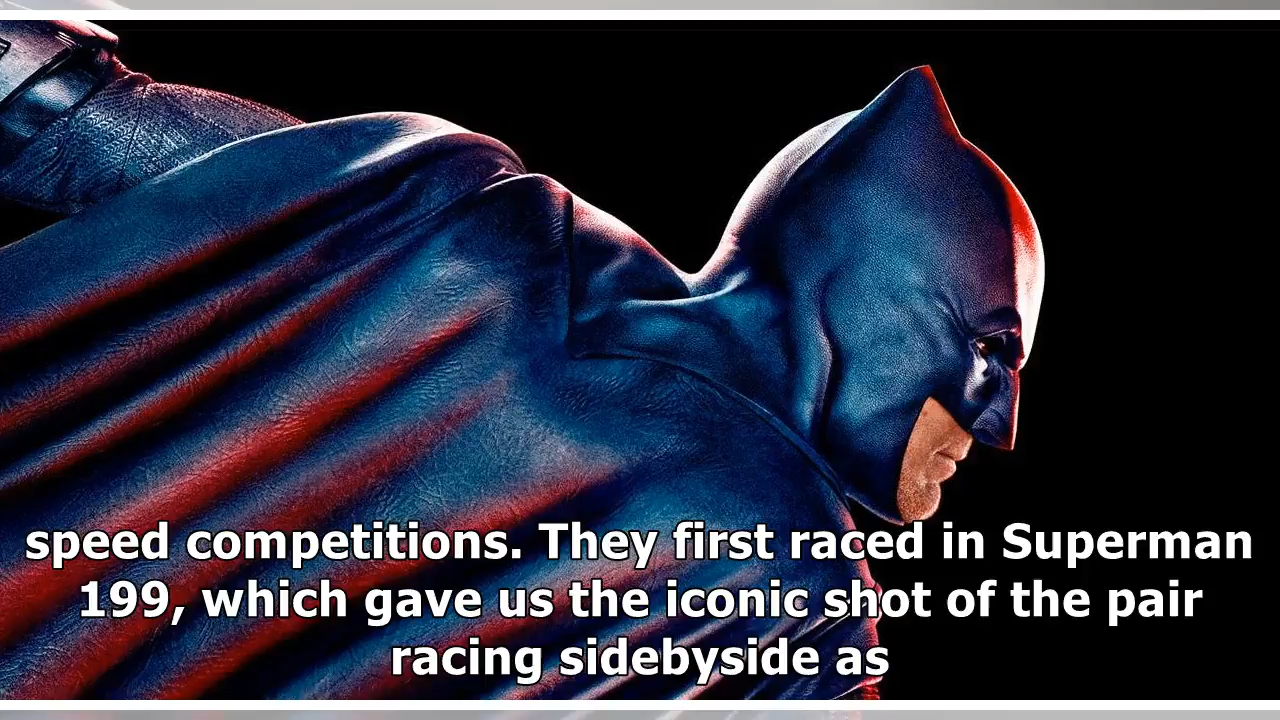 speed competitions. They first raced in Superman
199, which gave us the iconic shot of the pair
racing sidebyside as